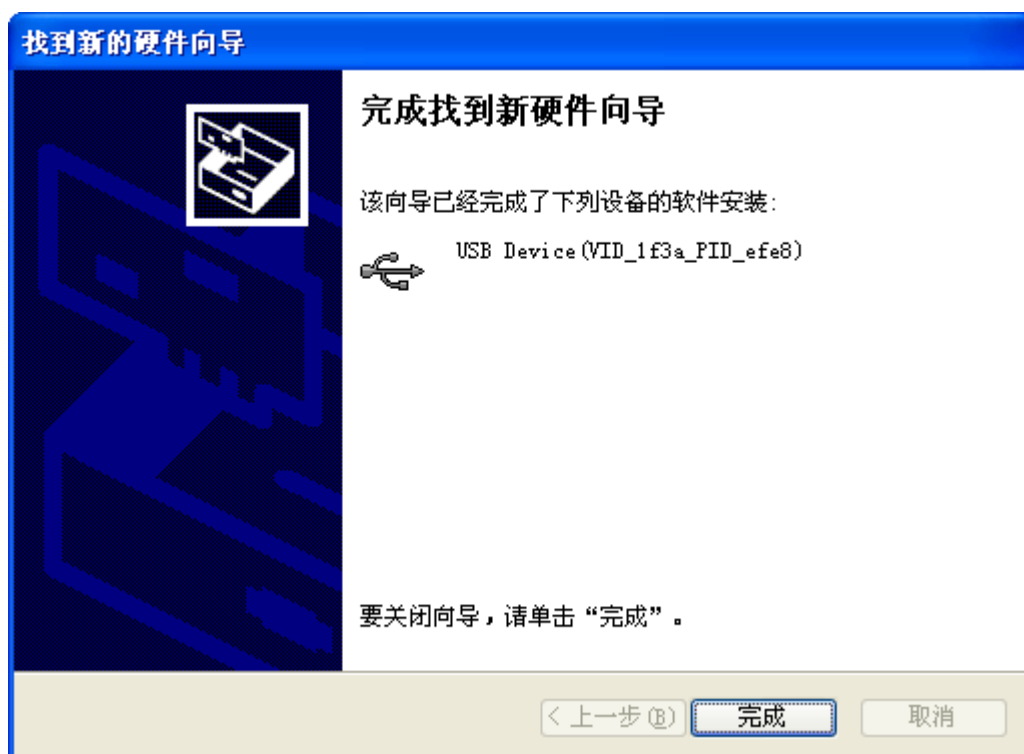 找到新的硬件向导
完成找到新硬件向导
该向导已经完成了下列设备的软件安装:
USB Device(VID_1f3a_PID_efe8)
要关闭向导，请单击“完成”。
< 上一步(B) 完成 取消